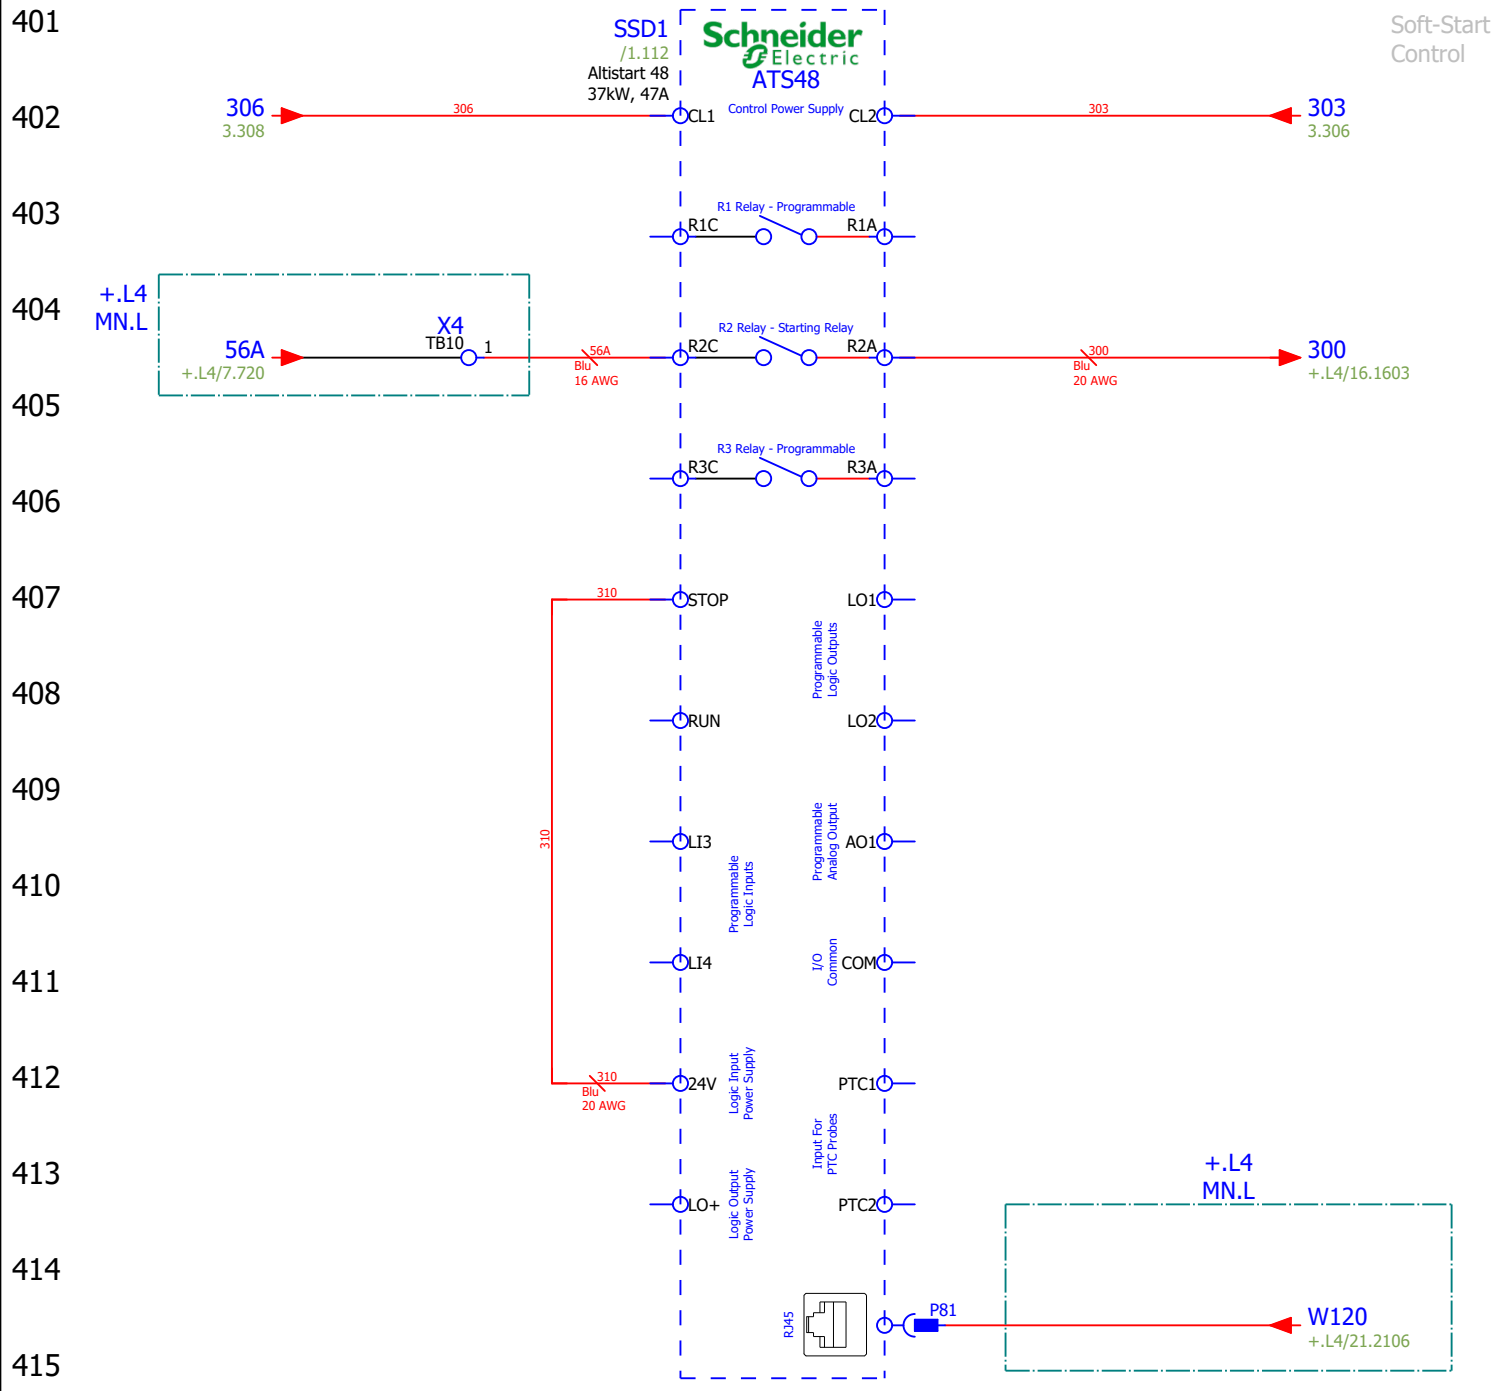 401
SSD1
/1.112
Altistart 48
37kW, 47A
Schneider
Electric
ATS48
Soft-Start
Control
402
306
3.308
306
CL1
Control Power Supply
CL2
303
303
3.306
403
R1 Relay - Programmable
R1C
R1A
404
+.L4
MN.L
56A
+.L4/7.720
X4
TB10
1
56A
Blu
16 AWG
R2 Relay - Starting Relay
R2C
R2A
300
Blu
20 AWG
300
+.L4/16.1603
405
R3 Relay - Programmable
R3C
R3A
406
407
310
STOP
LO1
Programmable
Logic Outputs
408
RUN
LO2
409
310
LI3
Programmable
Analog Output
AO1
410
Programmable
Logic Inputs
411
LI4
I/O
Common
COM
412
310
Blu
20 AWG
24V
Logic Input
Power Supply
PTC1
Input For
PTC Probes
413
LO+
Logic Output
Power Supply
PTC2
+.L4
MN.L
414
RJ45
P81
W120
+.L4/21.2106
415